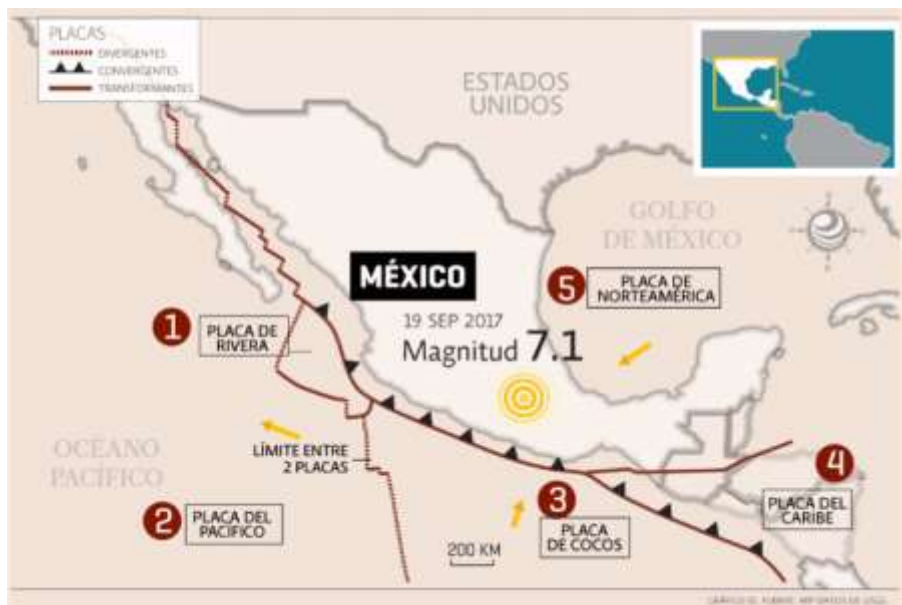 PLACAS
DIVERGENTES
CONVERGENTES
TRANSFORMANTES
ESTADOS
UNIDOS
GOLFO
DE MÉXICO
MÉXICO
5
PLACA DE
NORTEAMÉRICA
19 SEP 2017
Magnitud 7.1
1
PLACA DE
RIVERA
OCÉANO
PACÍFICO
LÍMITE ENTRE
2 PLACAS
4
PLACA DEL
CARIBE
2
PLACA DEL
PACÍFICO
3
PLACA
DE COCOS
200 KM